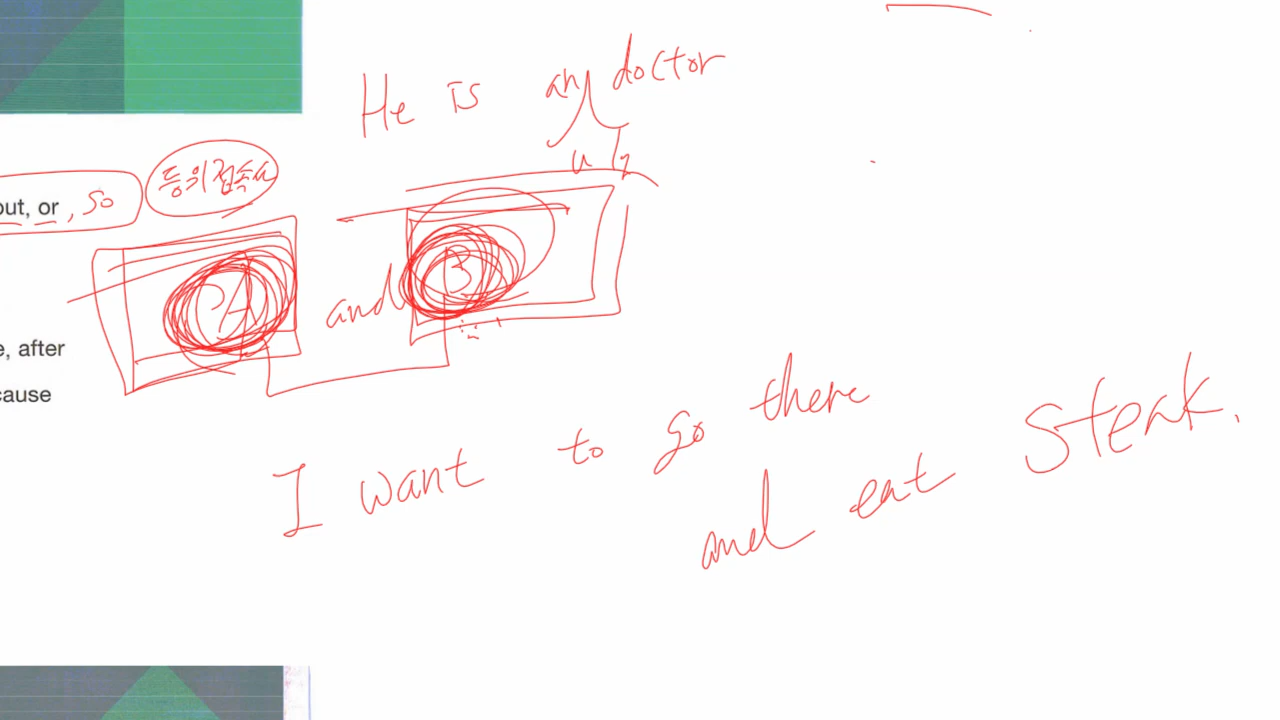 He is an doctor
등위접속사
out, or , so
A and B
e, after
cause
I want to go there
and eat steak.